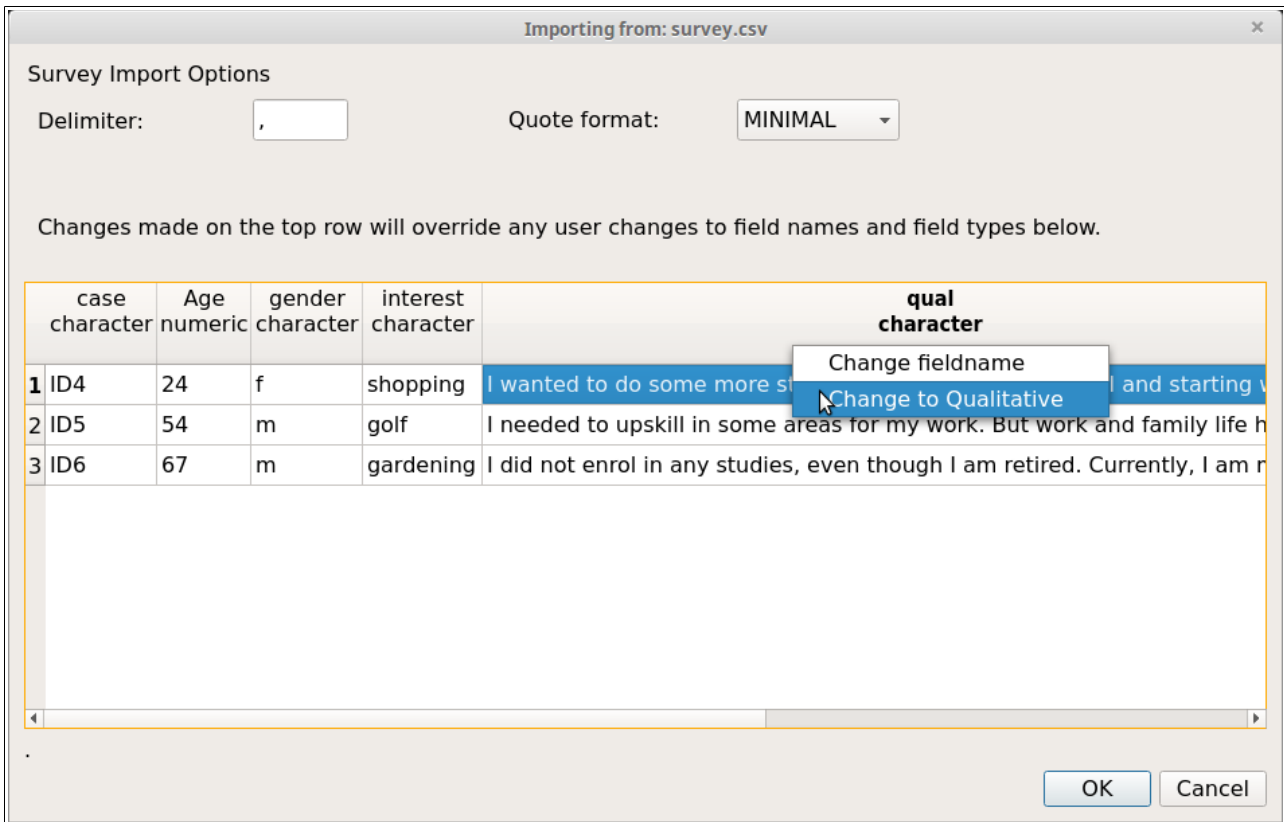 Importing from: survey.csv
Survey Import Options
Delimiter: , Quote format: MINIMAL
Changes made on the top row will override any user changes to field names and field types below.
case Age gender interest qual
character numeric character character character
Change fieldname
1 ID4 24 f shopping I wanted to do some more st and starting
Change to Qualitative
2 ID5 54 m golf I needed to upskill in some areas for my work. But work and family life h
3 ID6 67 m gardening I did not enrol in any studies, even though I am retired. Currently, I am
.
OK Cancel